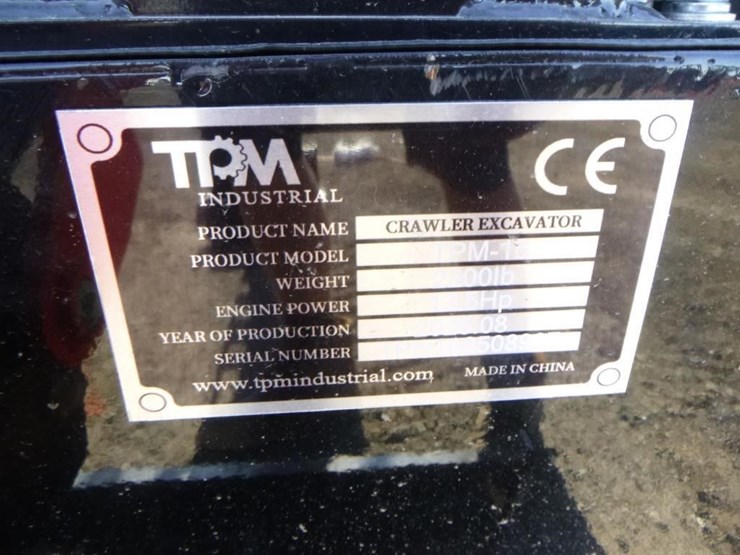 TPM
INDUSTRIAL
CE
PRODUCT NAME CRAWLER EXCAVATOR
PRODUCT MODEL
WEIGHT
ENGINE POWER
YEAR OF PRODUCTION
SERIAL NUMBER
www.tpmindustrial.com MADE IN CHINA